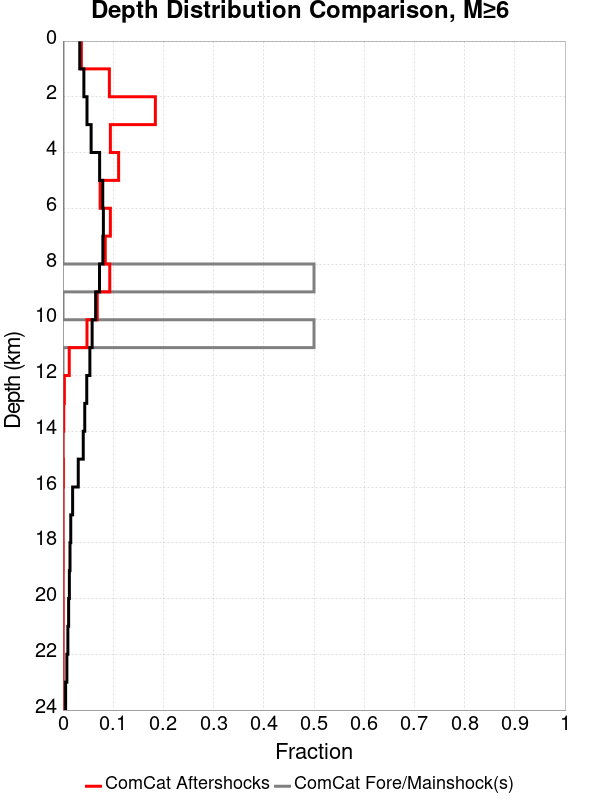 Depth Distribution Comparison, M≥6
0
2
4
6
8
10
12
14
16
18
20
22
24
Depth (km)
0 0.1 0.2 0.3 0.4 0.5 0.6 0.7 0.8 0.9 1
Fraction
ComCat Aftershocks ComCat Fore/Mainshock(s)